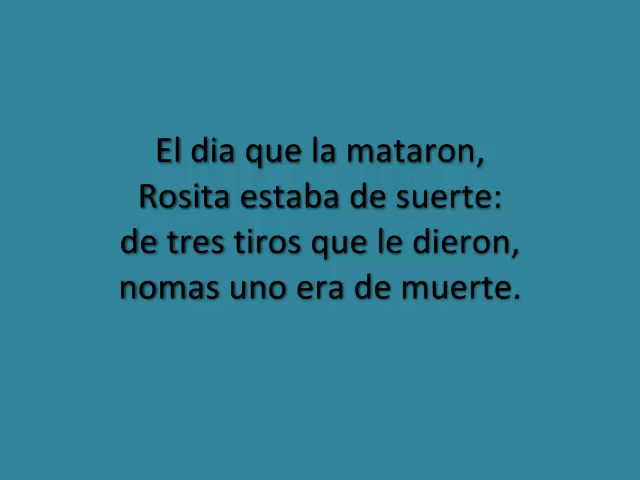 El dia que la mataron,
Rosita estaba de suerte:
de tres tiros que le dieron,
nomas uno era de muerte.